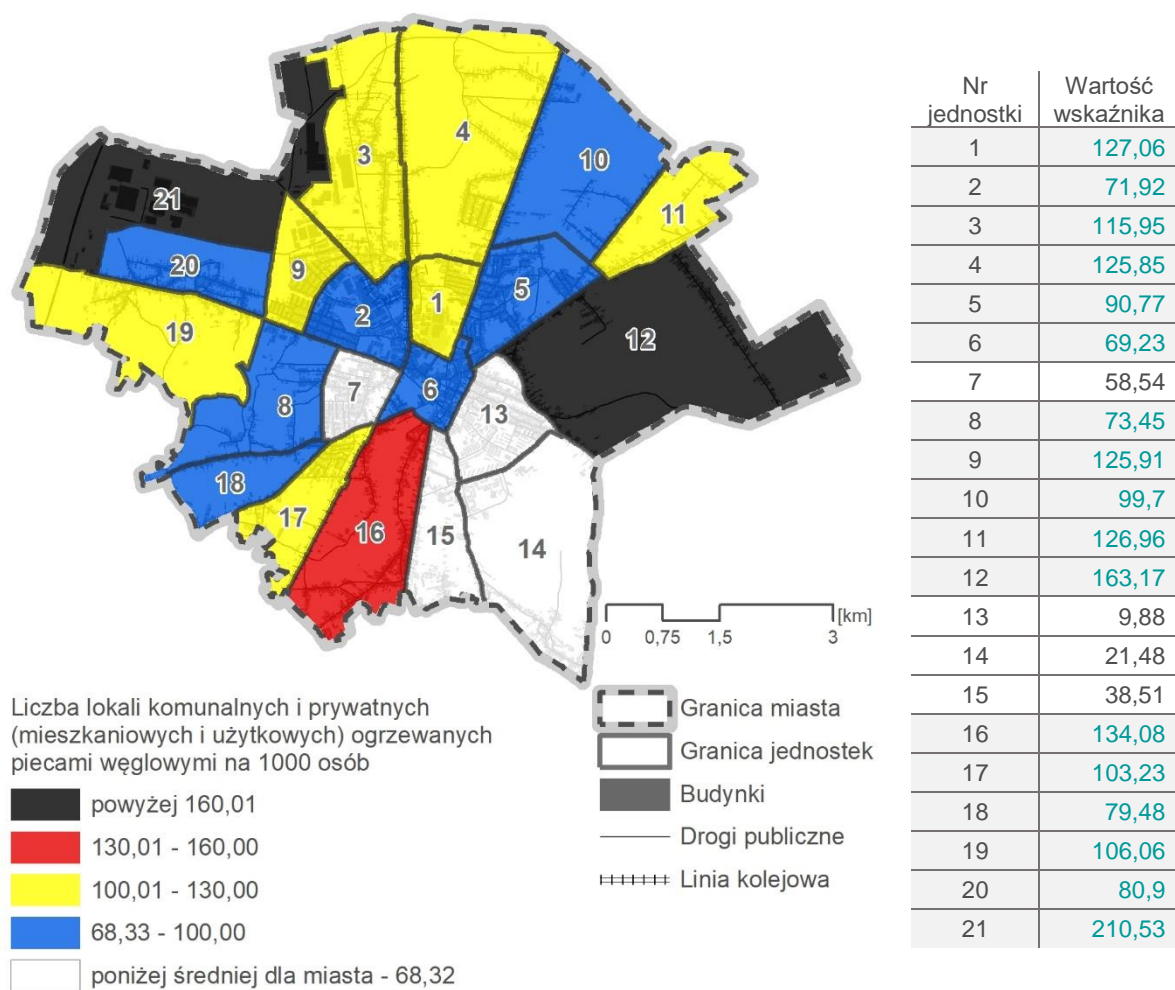 3
4
10
11
21
20
9
2
1
5
19
12
8
7
6
13
18
17
16
15
14
[km]
0 0,75 1,5 3
Liczba lokali komunalnych i prywatnych
(mieszkaniowych i użytkowych) ogrzewanych
piecami węglowymi na 1000 osób
powyżej 160,01
130,01 - 160,00
100,01 - 130,00
68,33 - 100,00
poniżej średniej dla miasta - 68,32
Granica miasta
Granica jednostek
Budynki
Drogi publiczne
Linia kolejowa
Nr jednostki Wartość wskaźnika
1 127,06
2 71,92
3 115,95
4 125,85
5 90,77
6 69,23
7 58,54
8 73,45
9 125,91
10 99,7
11 126,96
12 163,17
13 9,88
14 21,48
15 38,51
16 134,08
17 103,23
18 79,48
19 106,06
20 80,9
21 210,53